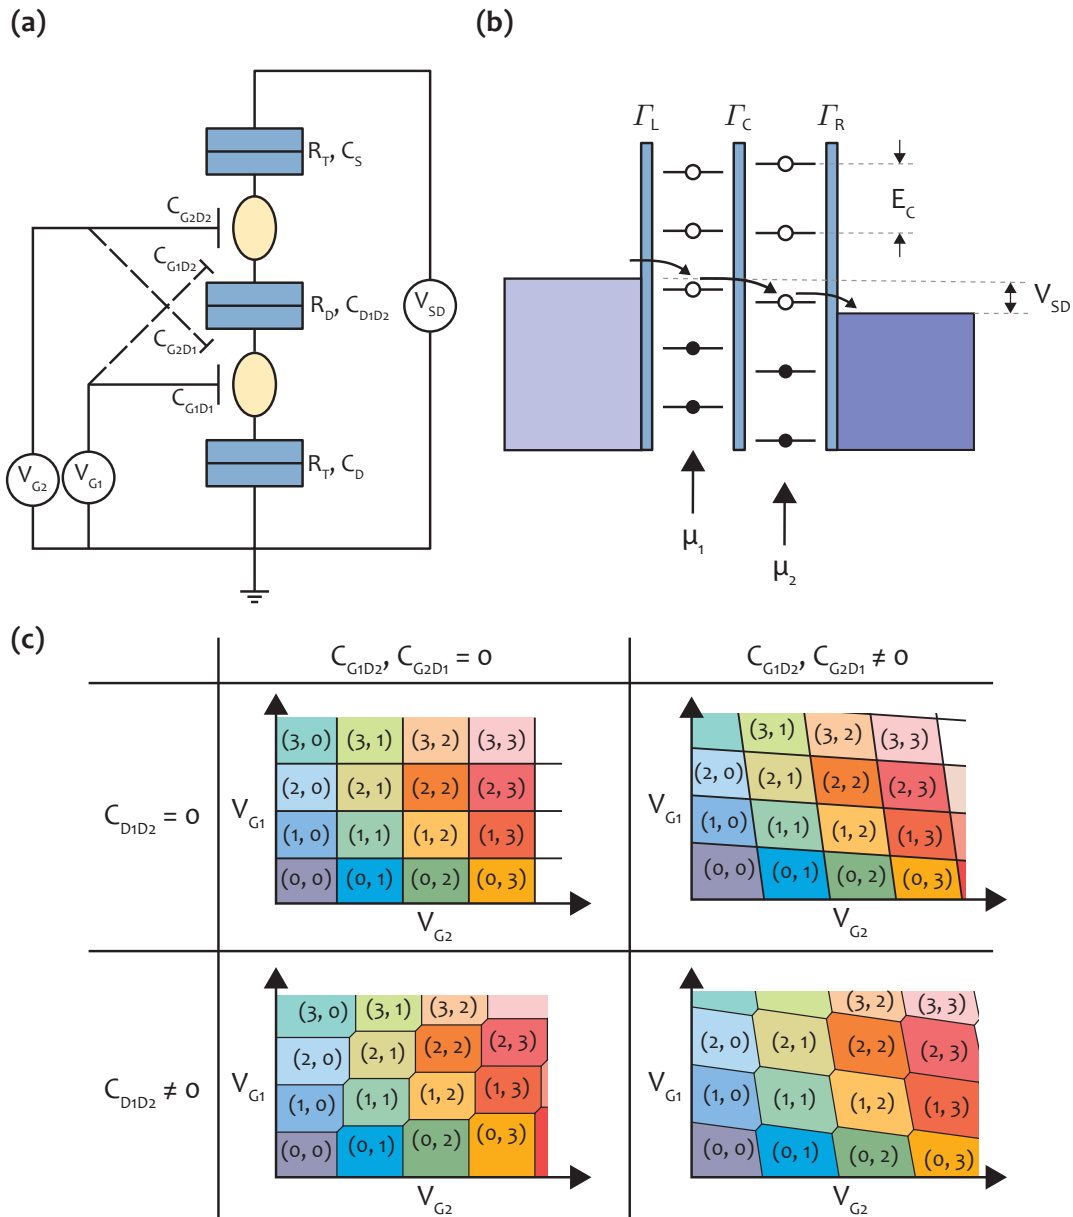 (a)
R_T, C_S
C_G2D2
C_G1D2
R_D, C_D1D2
V_SD
C_G2D1
C_G1D1
R_T, C_D
V_G2
V_G1
(b)
Γ_L
Γ_C
Γ_R
E_C
V_SD
μ_1
μ_2
(c)
C_G1D2, C_G2D1 = 0
C_G1D2, C_G2D1 ≠ 0
C_D1D2 = 0
V_G1
(3, 0) (3, 1) (3, 2) (3, 3)
(2, 0) (2, 1) (2, 2) (2, 3)
(1, 0) (1, 1) (1, 2) (1, 3)
(0, 0) (0, 1) (0, 2) (0, 3)
V_G2
V_G1
(3, 1) (3, 2) (3, 3)
(2, 0) (2, 1) (2, 2) (2, 3)
(1, 0) (1, 1) (1, 2) (1, 3)
(0, 0) (0, 1) (0, 2) (0, 3)
V_G2
C_D1D2 ≠ 0
V_G1
(3, 0) (3, 1) (3, 2)
(2, 0) (2, 1) (2, 2) (2, 3)
(1, 0) (1, 1) (1, 2) (1, 3)
(0, 0) (0, 1) (0, 2) (0, 3)
V_G2
V_G1
(3, 2) (3, 3)
(2, 0) (2, 1) (2, 2) (2, 3)
(1, 0) (1, 1) (1, 2) (1, 3)
(0, 0) (0, 1) (0, 2) (0, 3)
V_G2